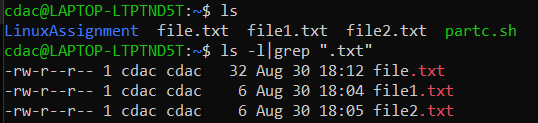 cdac@LAPTOP-LTPTND5T:~$ ls
LinuxAssignment  file.txt  file1.txt  file2.txt  partc.sh
cdac@LAPTOP-LTPTND5T:~$ ls -l|grep ".txt"
-rw-r--r-- 1 cdac cdac   32 Aug 30 18:12 file.txt
-rw-r--r-- 1 cdac cdac    6 Aug 30 18:04 file1.txt
-rw-r--r-- 1 cdac cdac    6 Aug 30 18:05 file2.txt